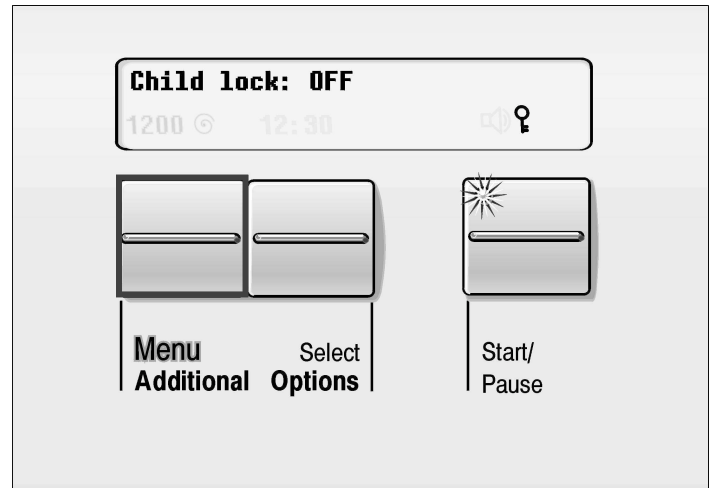 Child lock: OFF
1200 12:30
Menu Select
Additional Options
Start/
Pause